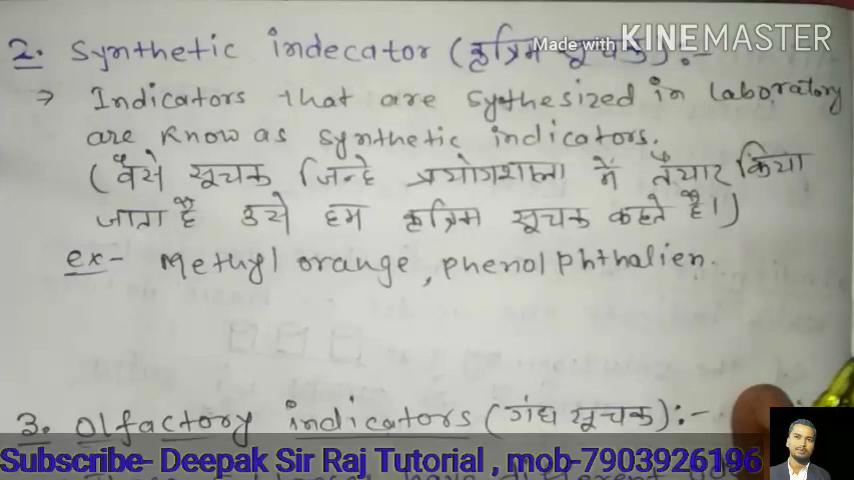 Made with KINEMASTER
2. Synthetic indecator (कृत्रिम सूचक) :-
→ Indicators that are sythesized in laboratory
are know as synthetic indicators.
(वैसे सूचक जिन्हे प्रयोगशाला में तैयार किया
जाता है उसे हम कृत्रिम सूचक कहते है।)
ex- Methyl orange, phenolphthalien.
3. Olfactory indicators (गंध सूचक) :-
Subscribe- Deepak Sir Raj Tutorial , mob-7903926196